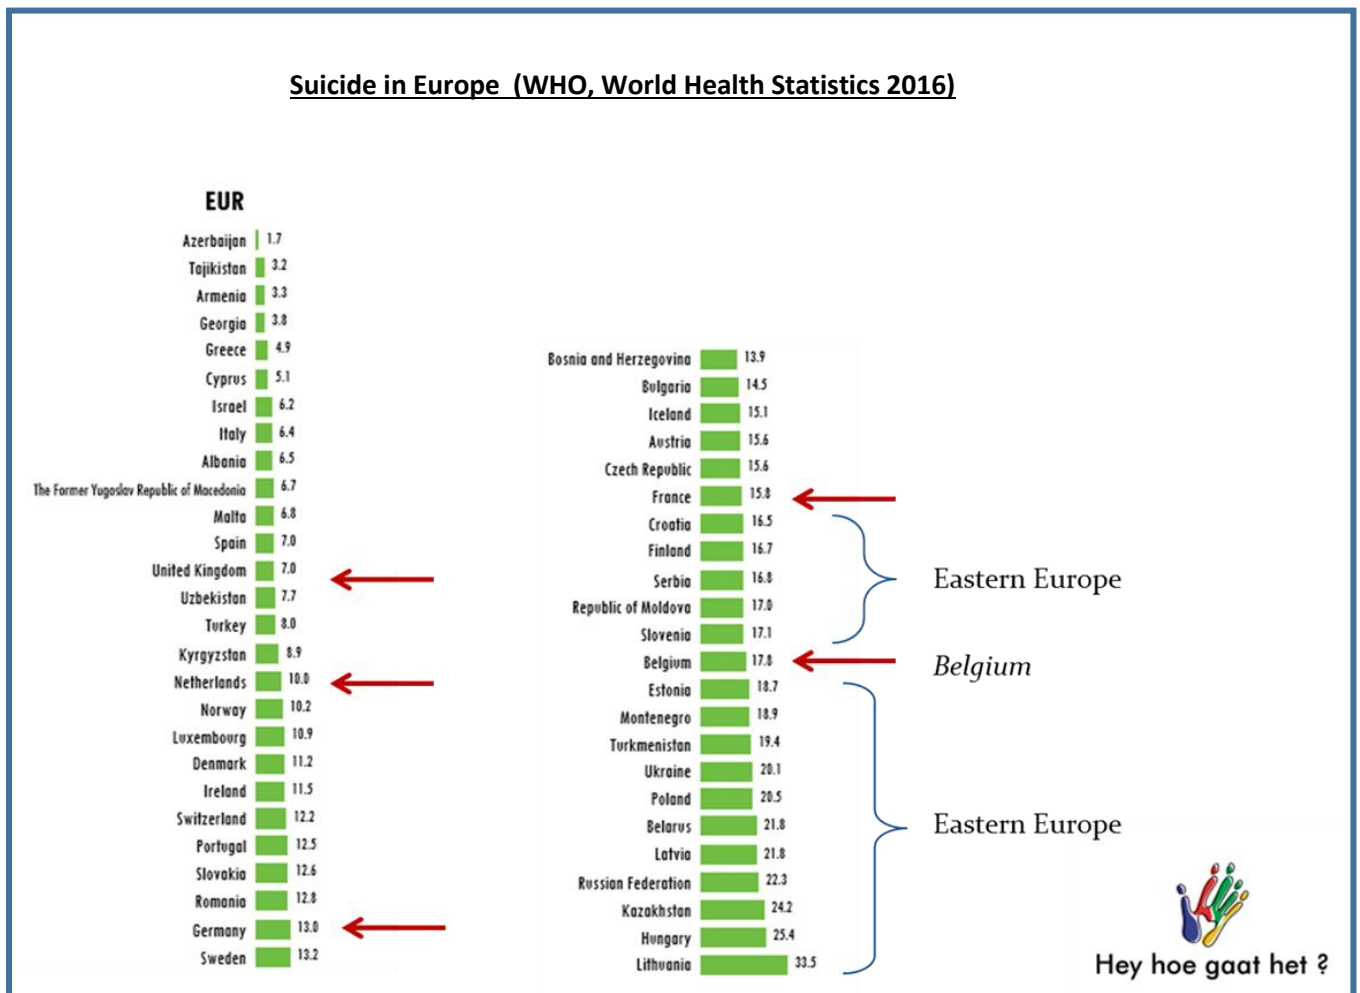 Suicide in Europe (WHO, World Health Statistics 2016)
EUR
Azerbaijan 1.7
Tajikistan 3.2
Armenia 3.3
Georgia 3.8
Greece 4.9
Cyprus 5.1
Israel 6.2
Italy 6.4
Albania 6.5
The Former Yugoslav Republic of Macedonia 6.7
Malta 6.8
Spain 7.0
United Kingdom 7.0
Uzbekistan 7.7
Turkey 8.0
Kyrgyzstan 8.9
Netherlands 10.0
Norway 10.2
Luxembourg 10.9
Denmark 11.2
Ireland 11.5
Switzerland 12.2
Portugal 12.5
Slovakia 12.6
Romania 12.8
Germany 13.0
Sweden 13.2
Bosnia and Herzegovina 13.9
Bulgaria 14.5
Iceland 15.1
Austria 15.6
Czech Republic 15.6
France 15.8
Croatia 16.5
Finland 16.7
Serbia 16.8
Republic of Moldova 17.0
Slovenia 17.1
Belgium 17.8
Estonia 18.7
Montenegro 18.9
Turkmenistan 19.4
Ukraine 20.1
Poland 20.5
Belarus 21.8
Latvia 21.8
Russian Federation 22.3
Kazakhstan 24.2
Hungary 25.4
Lithuania 33.5
Eastern Europe
Belgium
Eastern Europe
Hey hoe gaat het ?